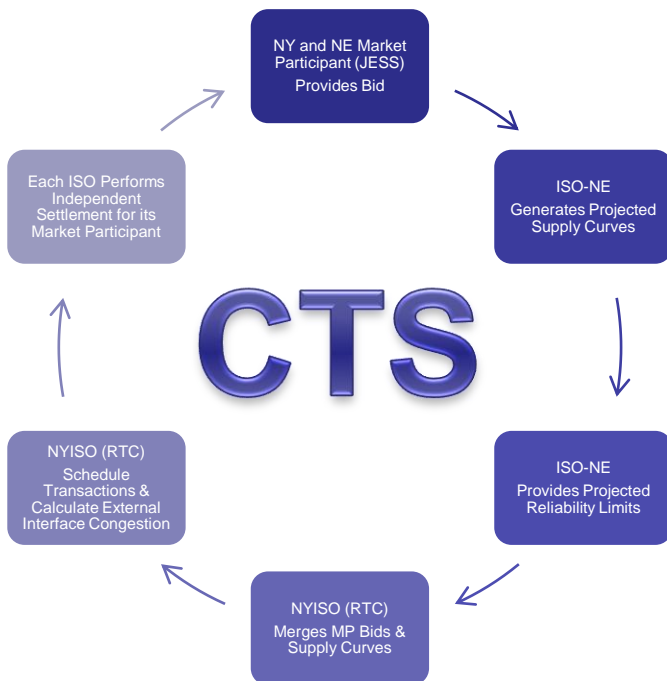 NY and NE Market
Participant (JESS)
Provides Bid
ISO-NE
Generates Projected
Supply Curves
ISO-NE
Provides Projected
Reliability Limits
NYISO (RTC)
Merges MP Bids &
Supply Curves
NYISO (RTC)
Schedule
Transactions &
Calculate External
Interface Congestion
Each ISO Performs
Independent
Settlement for its
Market Participant
CTS